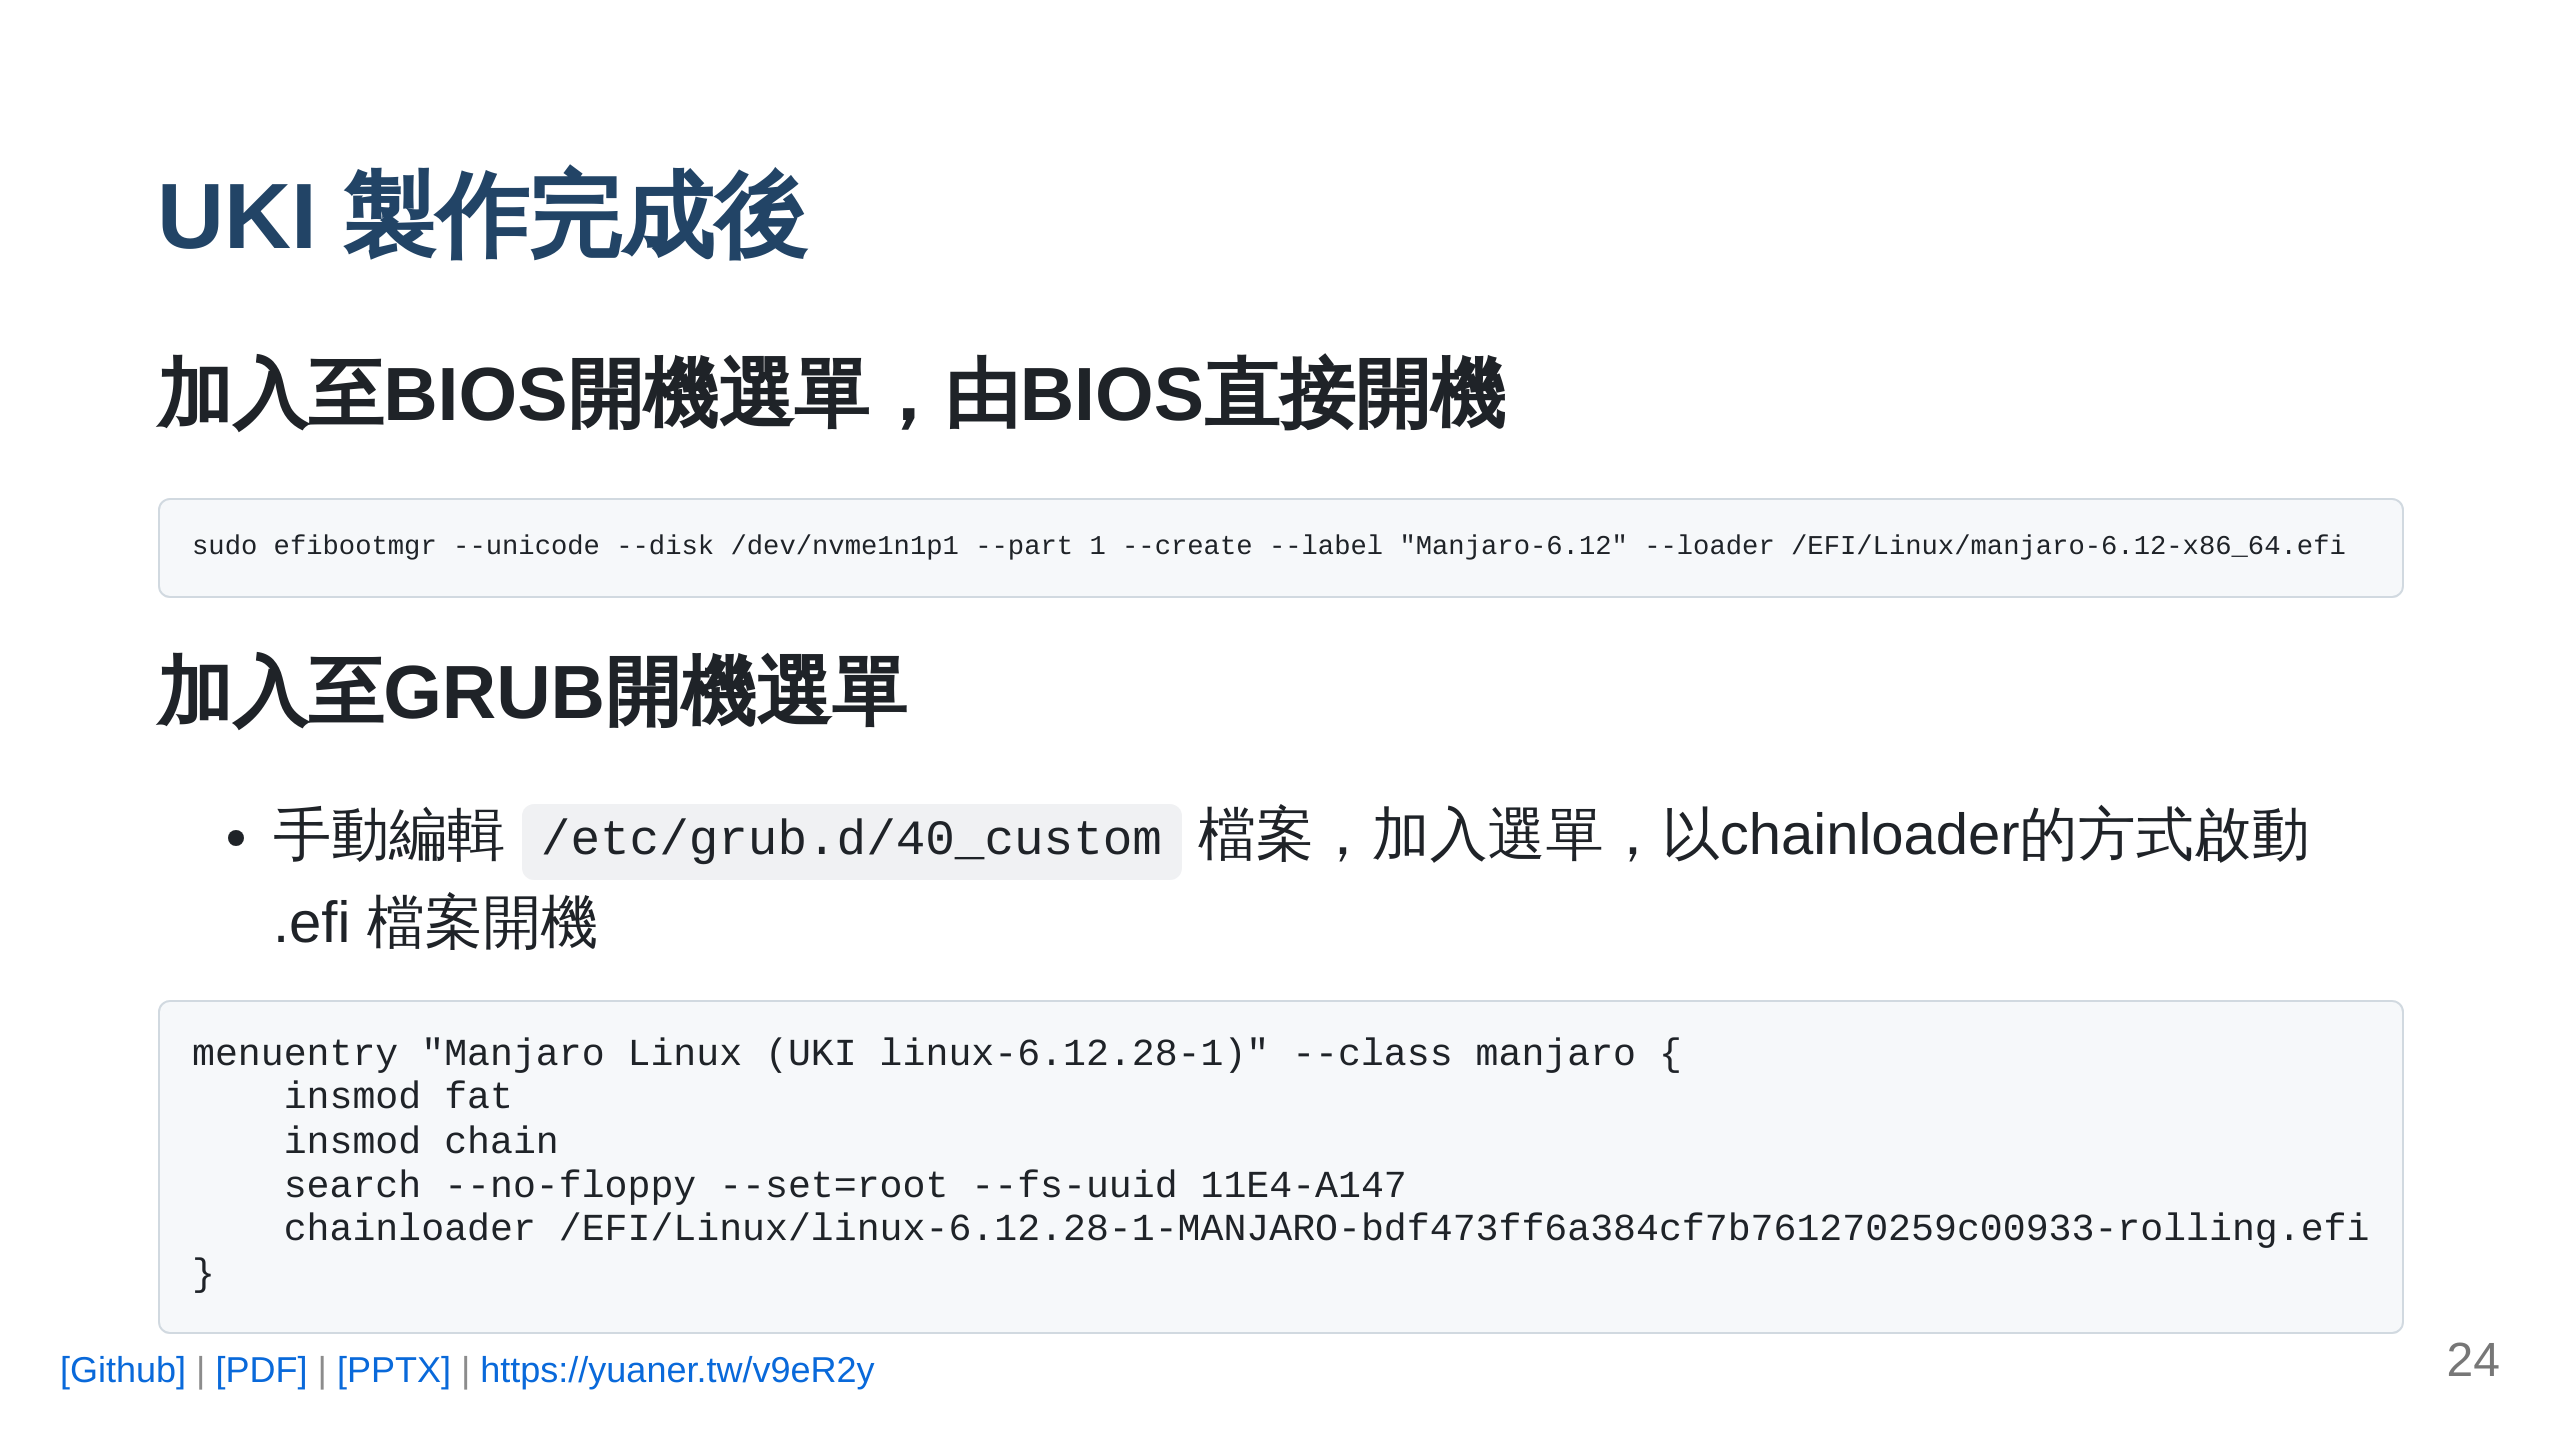 UKI 製作完成後
加入至BIOS開機選單，由BIOS直接開機
sudo efibootmgr --unicode --disk /dev/nvme1n1p1 --part 1 --create --label "Manjaro-6.12" --loader /EFI/Linux/manjaro-6.12-x86_64.efi
加入至GRUB開機選單
• 手動編輯 /etc/grub.d/40_custom 檔案，加入選單，以chainloader的方式啟動
.efi 檔案開機
menuentry "Manjaro Linux (UKI linux-6.12.28-1)" --class manjaro {
    insmod fat
    insmod chain
    search --no-floppy --set=root --fs-uuid 11E4-A147
    chainloader /EFI/Linux/linux-6.12.28-1-MANJARO-bdf473ff6a384cf7b761270259c00933-rolling.efi
}
[Github] | [PDF] | [PPTX] | https://yuaner.tw/v9eR2y
24